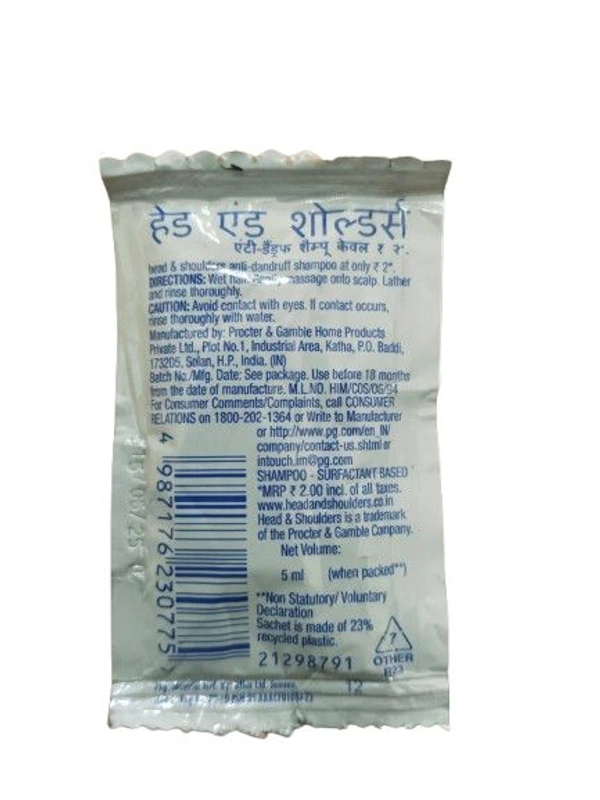 हेड एंड शोल्डर्स
एंटी-डैंड्रफ शैम्पू केवल ₹ २*.
head & shoulders anti-dandruff shampoo at only ₹ 2*.
DIRECTIONS: Wet hair. Gently massage onto scalp. Lather
and rinse thoroughly.
CAUTION: Avoid contact with eyes. If contact occurs,
rinse thoroughly with water.
Manufactured by: Procter & Gamble Home Products
Private Ltd., Plot No.1, Industrial Area, Katha, P.O. Baddi,
173205, Solan, H.P., India. (IN)
Batch No./Mfg. Date: See package. Use before 18 months
from the date of manufacture. M.L.NO. HIM/COS/06/94
For Consumer Comments/Complaints, call CONSUMER
RELATIONS on 1800-202-1364 or Write to Manufacturer
or http://www.pg.com/en_IN/
company/contact-us.shtml or
intouch.im@pg.com
SHAMPOO - SURFACTANT BASED
*MRP ₹ 2.00 incl. of all taxes.
www.headandshoulders.co.in
Head & Shoulders is a trademark
of the Procter & Gamble Company.
Net Volume:
5 ml (when packed**)
**Non Statutory/ Voluntary
Declaration
Sachet is made of 23%
recycled plastic.
21298791
?
OTHER
B23
4 987176 230775
15/06/25
12